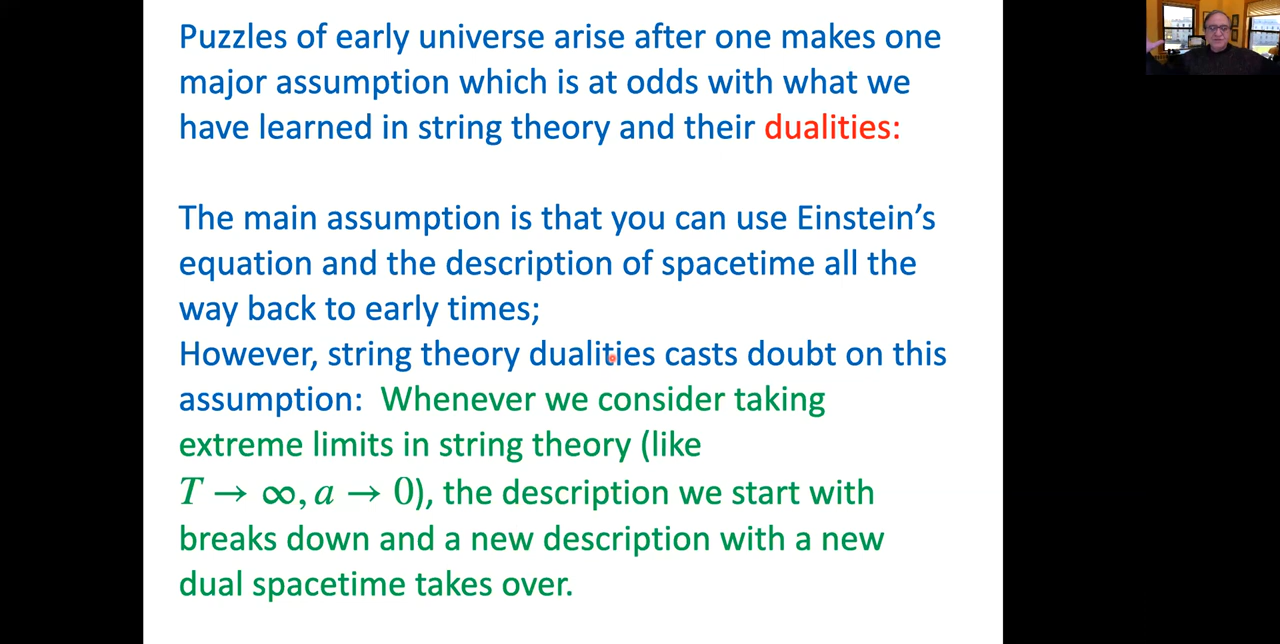 Puzzles of early universe arise after one makes one
major assumption which is at odds with what we
have learned in string theory and their dualities:
The main assumption is that you can use Einstein's
equation and the description of spacetime all the
way back to early times;
However, string theory dualities casts doubt on this
assumption:  Whenever we consider taking
extreme limits in string theory (like
T → ∞, a → 0), the description we start with
breaks down and a new description with a new
dual spacetime takes over.